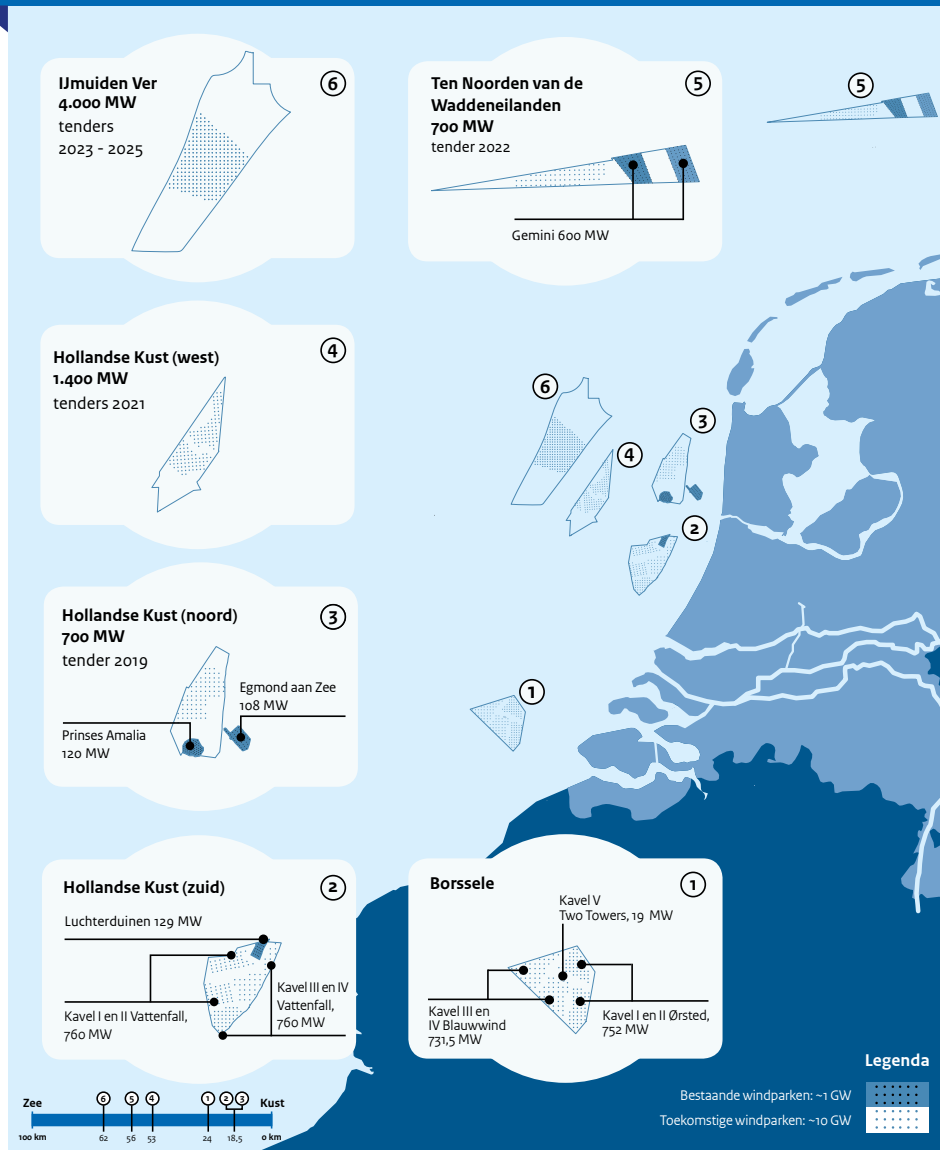 IJmuiden Ver
4.000 MW
tenders
2023 - 2025
6
Ten Noorden van de
Waddeneilanden
700 MW
tender 2022
5
Gemini 600 MW
5
Hollandse Kust (west)
1.400 MW
tenders 2021
4
6
4
3
2
1
Hollandse Kust (noord)
700 MW
tender 2019
3
Egmond aan Zee
108 MW
Prinses Amalia
120 MW
Hollandse Kust (zuid)
2
Luchterduinen 129 MW
Kavel III en IV
Vattenfall,
760 MW
Kavel I en II Vattenfall,
760 MW
Borssele
1
Kavel V
Two Towers, 19 MW
Kavel III en
IV Blauwwind
731,5 MW
Kavel I en II Ørsted,
752 MW
Legenda
Bestaande windparken: ~1 GW
Toekomstige windparken: ~10 GW
Zee
6
5
4
1
2
3
Kust
100 km
62
56
53
24
18,5
0 km